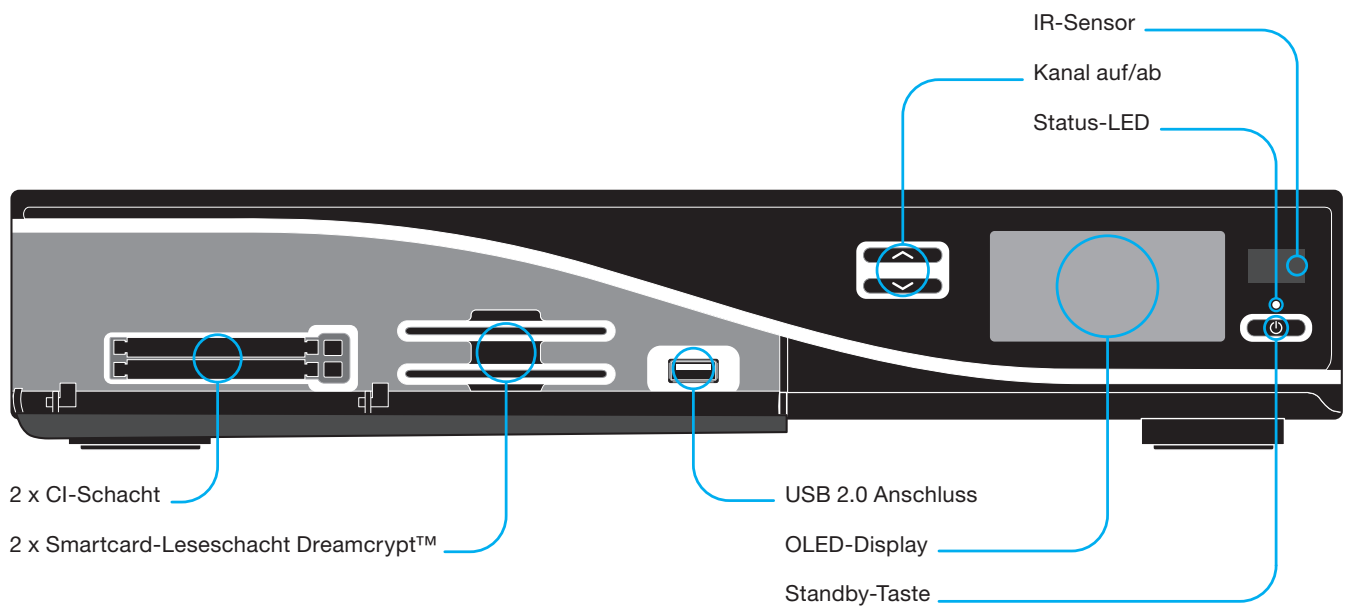 IR-Sensor
Kanal auf/ab
Status-LED
2 x CI-Schacht
USB 2.0 Anschluss
2 x Smartcard-Leseschacht Dreamcrypt™
OLED-Display
Standby-Taste